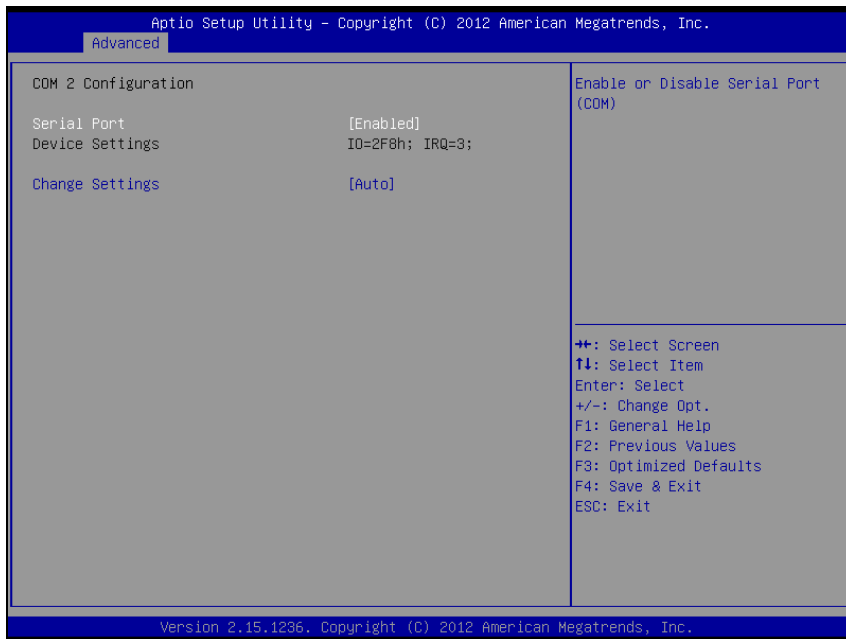 Aptio Setup Utility – Copyright (C) 2012 American Megatrends, Inc.
Advanced
COM 2 Configuration
Serial Port [Enabled]
Device Settings IO=2F8h; IRQ=3;
Change Settings [Auto]
Enable or Disable Serial Port
(COM)
→←: Select Screen
↑↓: Select Item
Enter: Select
+/-: Change Opt.
F1: General Help
F2: Previous Values
F3: Optimized Defaults
F4: Save & Exit
ESC: Exit
Version 2.15.1236. Copyright (C) 2012 American Megatrends, Inc.